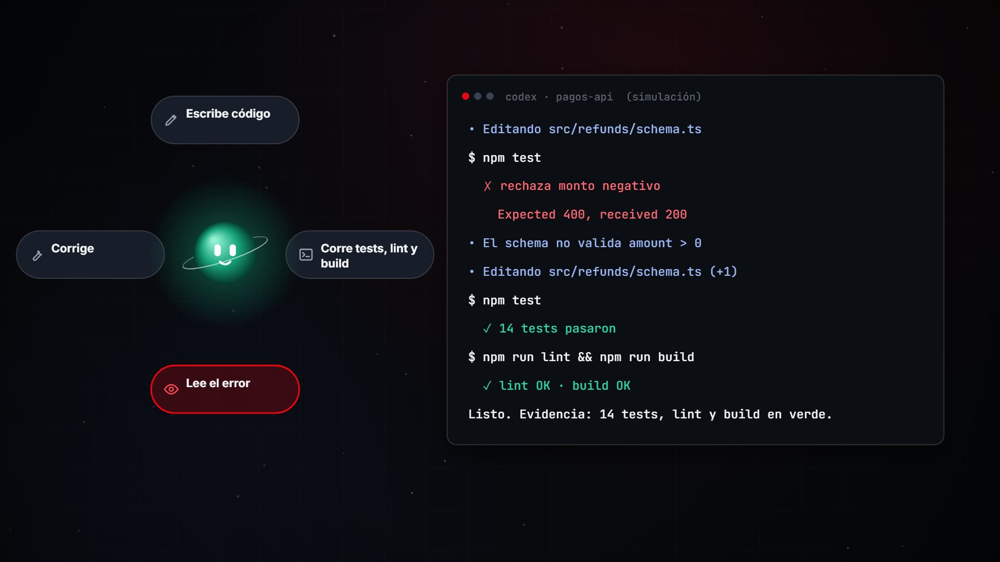 Escribe código
Corrige
Corre tests, lint y
build
Lee el error
codex · pagos-api (simulación)
• Editando src/refunds/schema.ts
$ npm test
✗ rechaza monto negativo
Expected 400, received 200
• El schema no valida amount > 0
• Editando src/refunds/schema.ts (+1)
$ npm test
✓ 14 tests pasaron
$ npm run lint && npm run build
✓ lint OK · build OK
Listo. Evidencia: 14 tests, lint y build en verde.